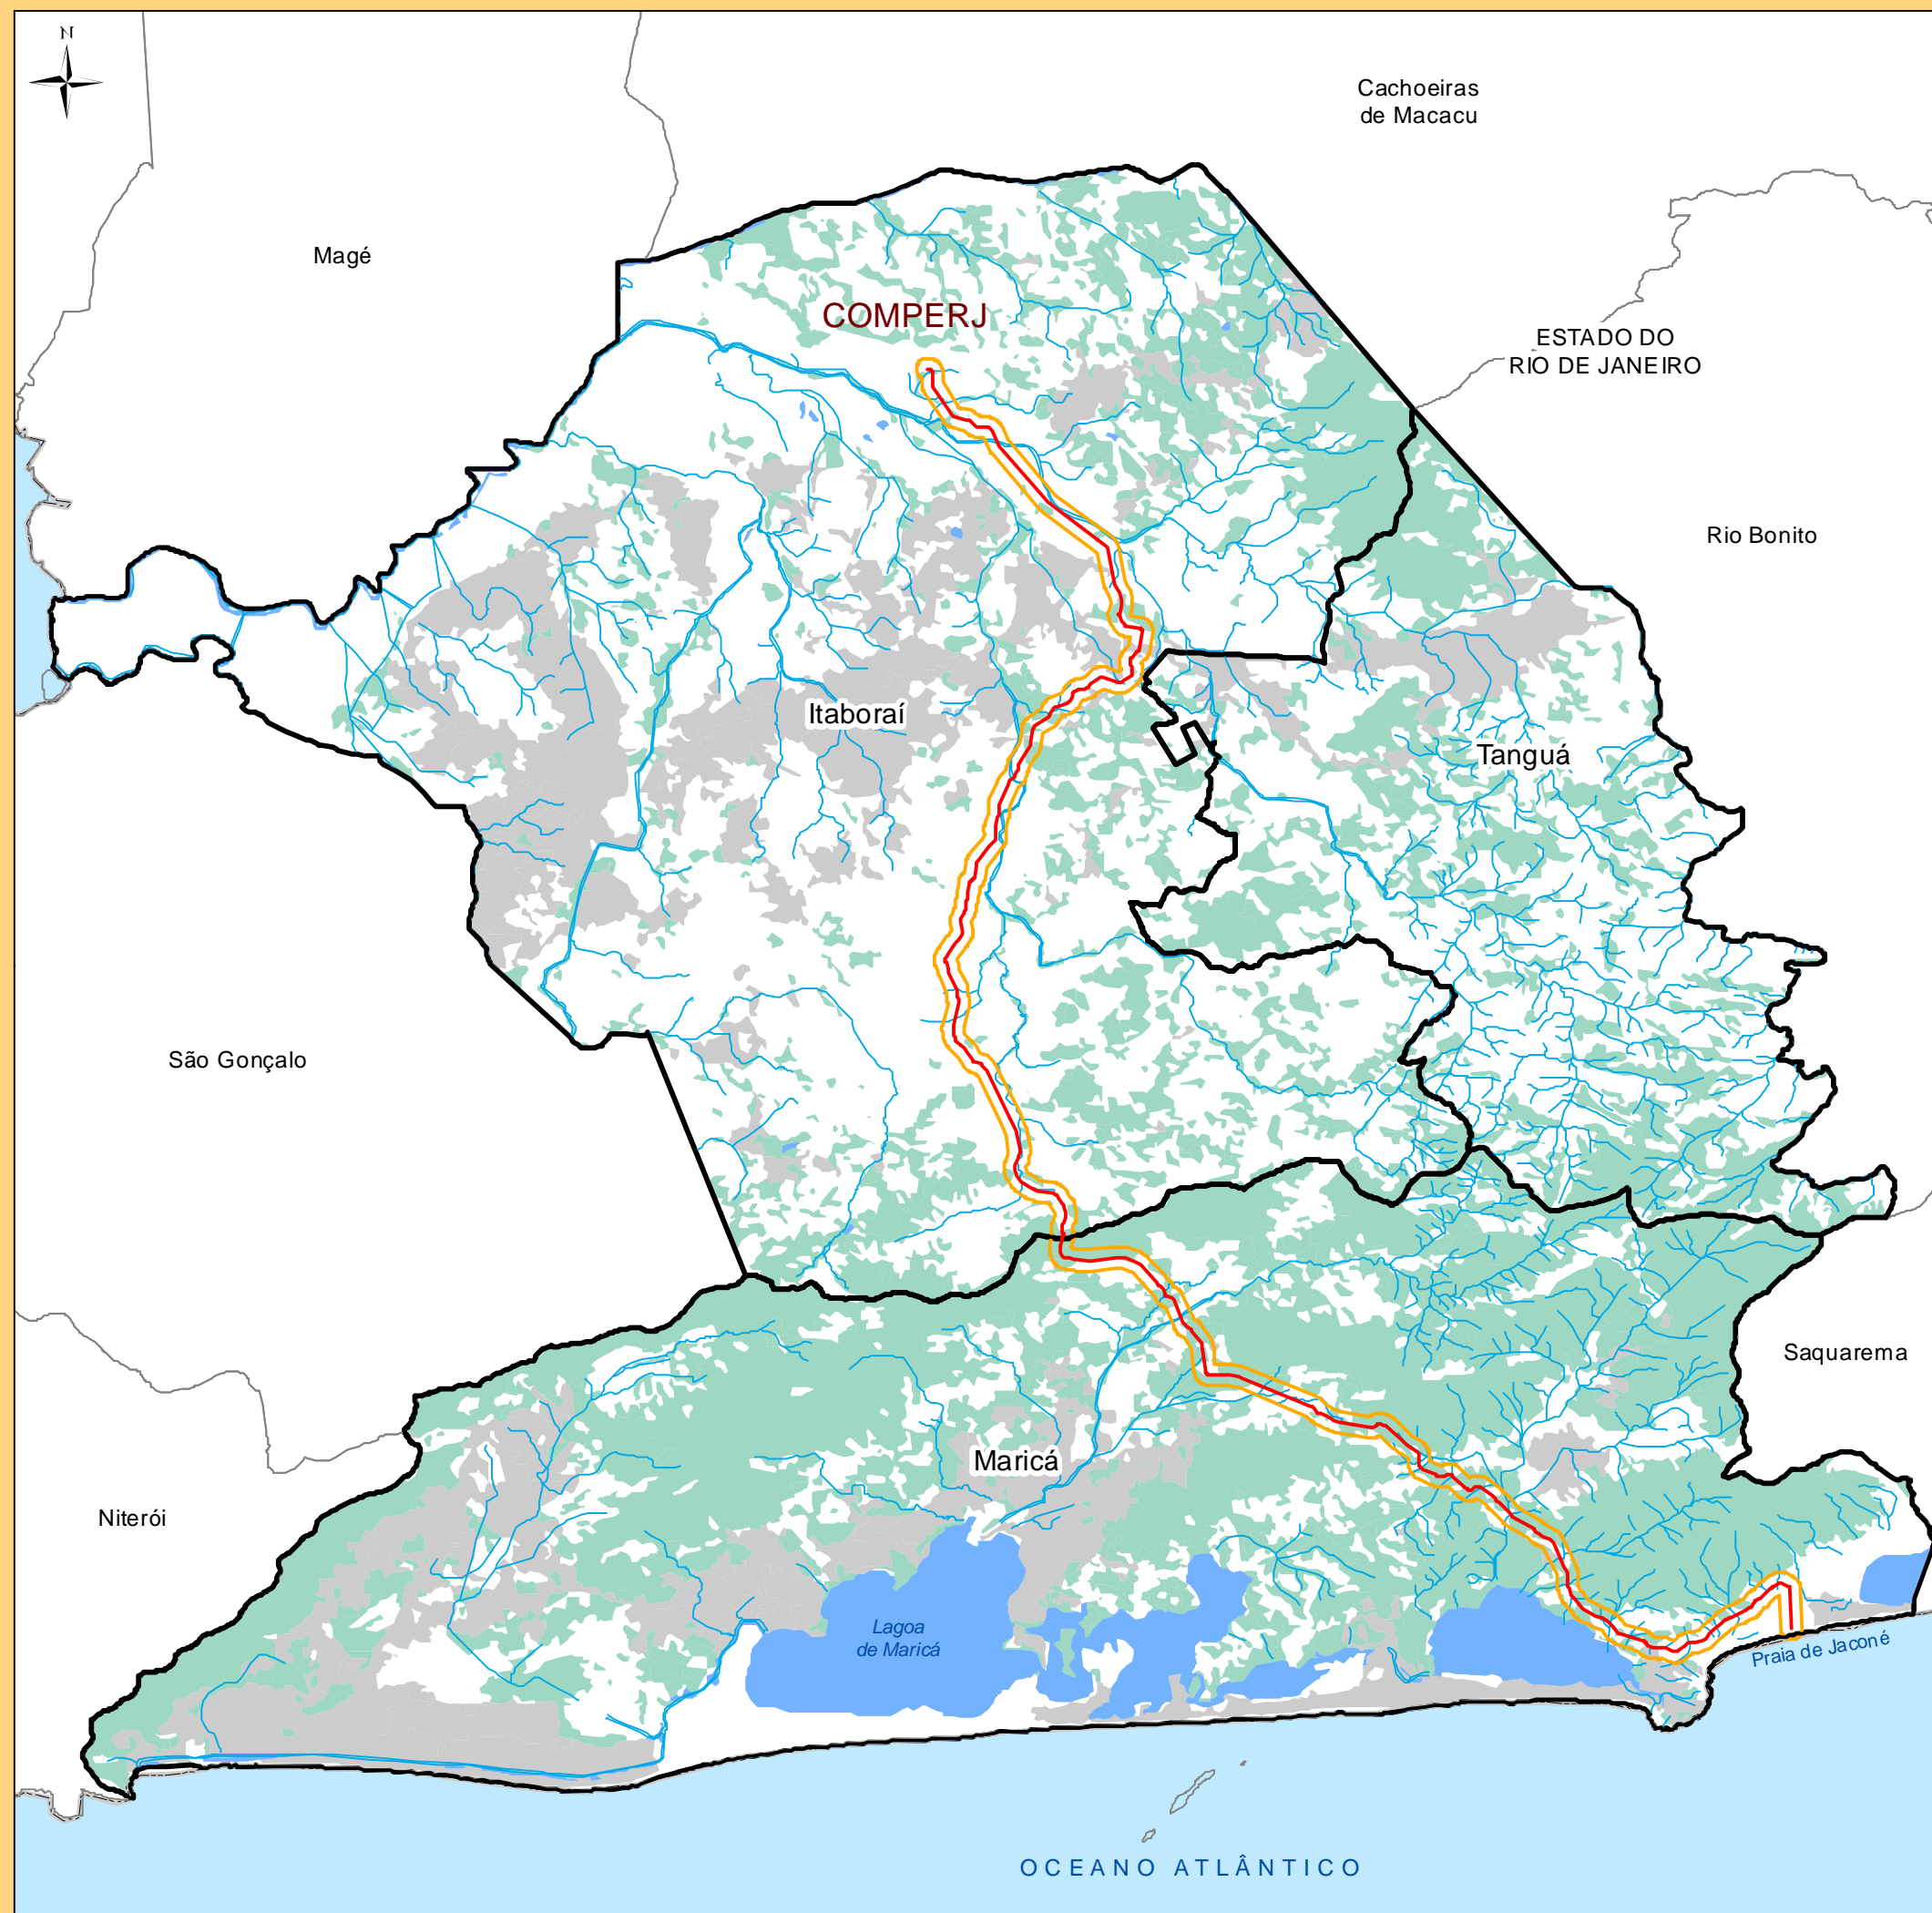 N
Cachoeiras
de Macacu
Magé
COMPERJ
ESTADO DO
RIO DE JANEIRO
Rio Bonito
Itaboraí
Tanguá
São Gonçalo
Saquarema
Maricá
Niterói
Lagoa
de Maricá
Praia de Jaconé
OCEANO ATLÂNTICO